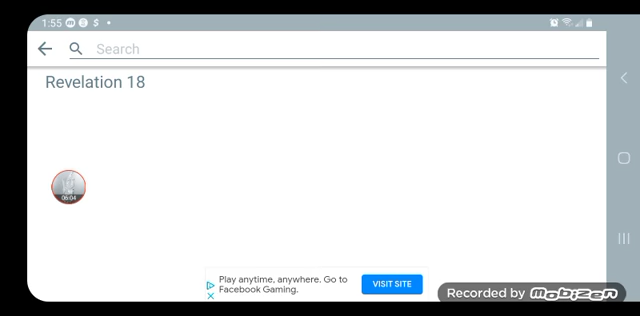 1:55
Search
Revelation 18
06:04
Play anytime, anywhere. Go to
Facebook Gaming.
VISIT SITE
Recorded by mobizen